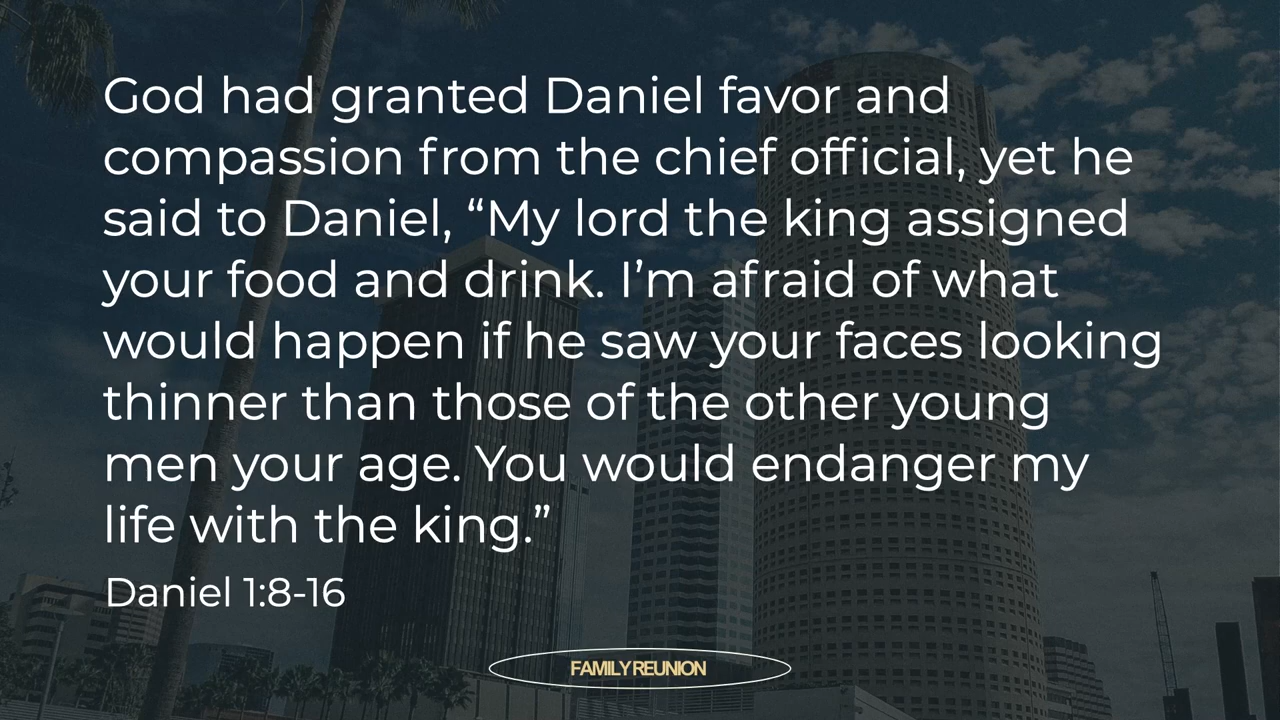 God had granted Daniel favor and
compassion from the chief official, yet he
said to Daniel, “My lord the king assigned
your food and drink. I’m afraid of what
would happen if he saw your faces looking
thinner than those of the other young
men your age. You would endanger my
life with the king.”
Daniel 1:8-16
FAMILY REUNION